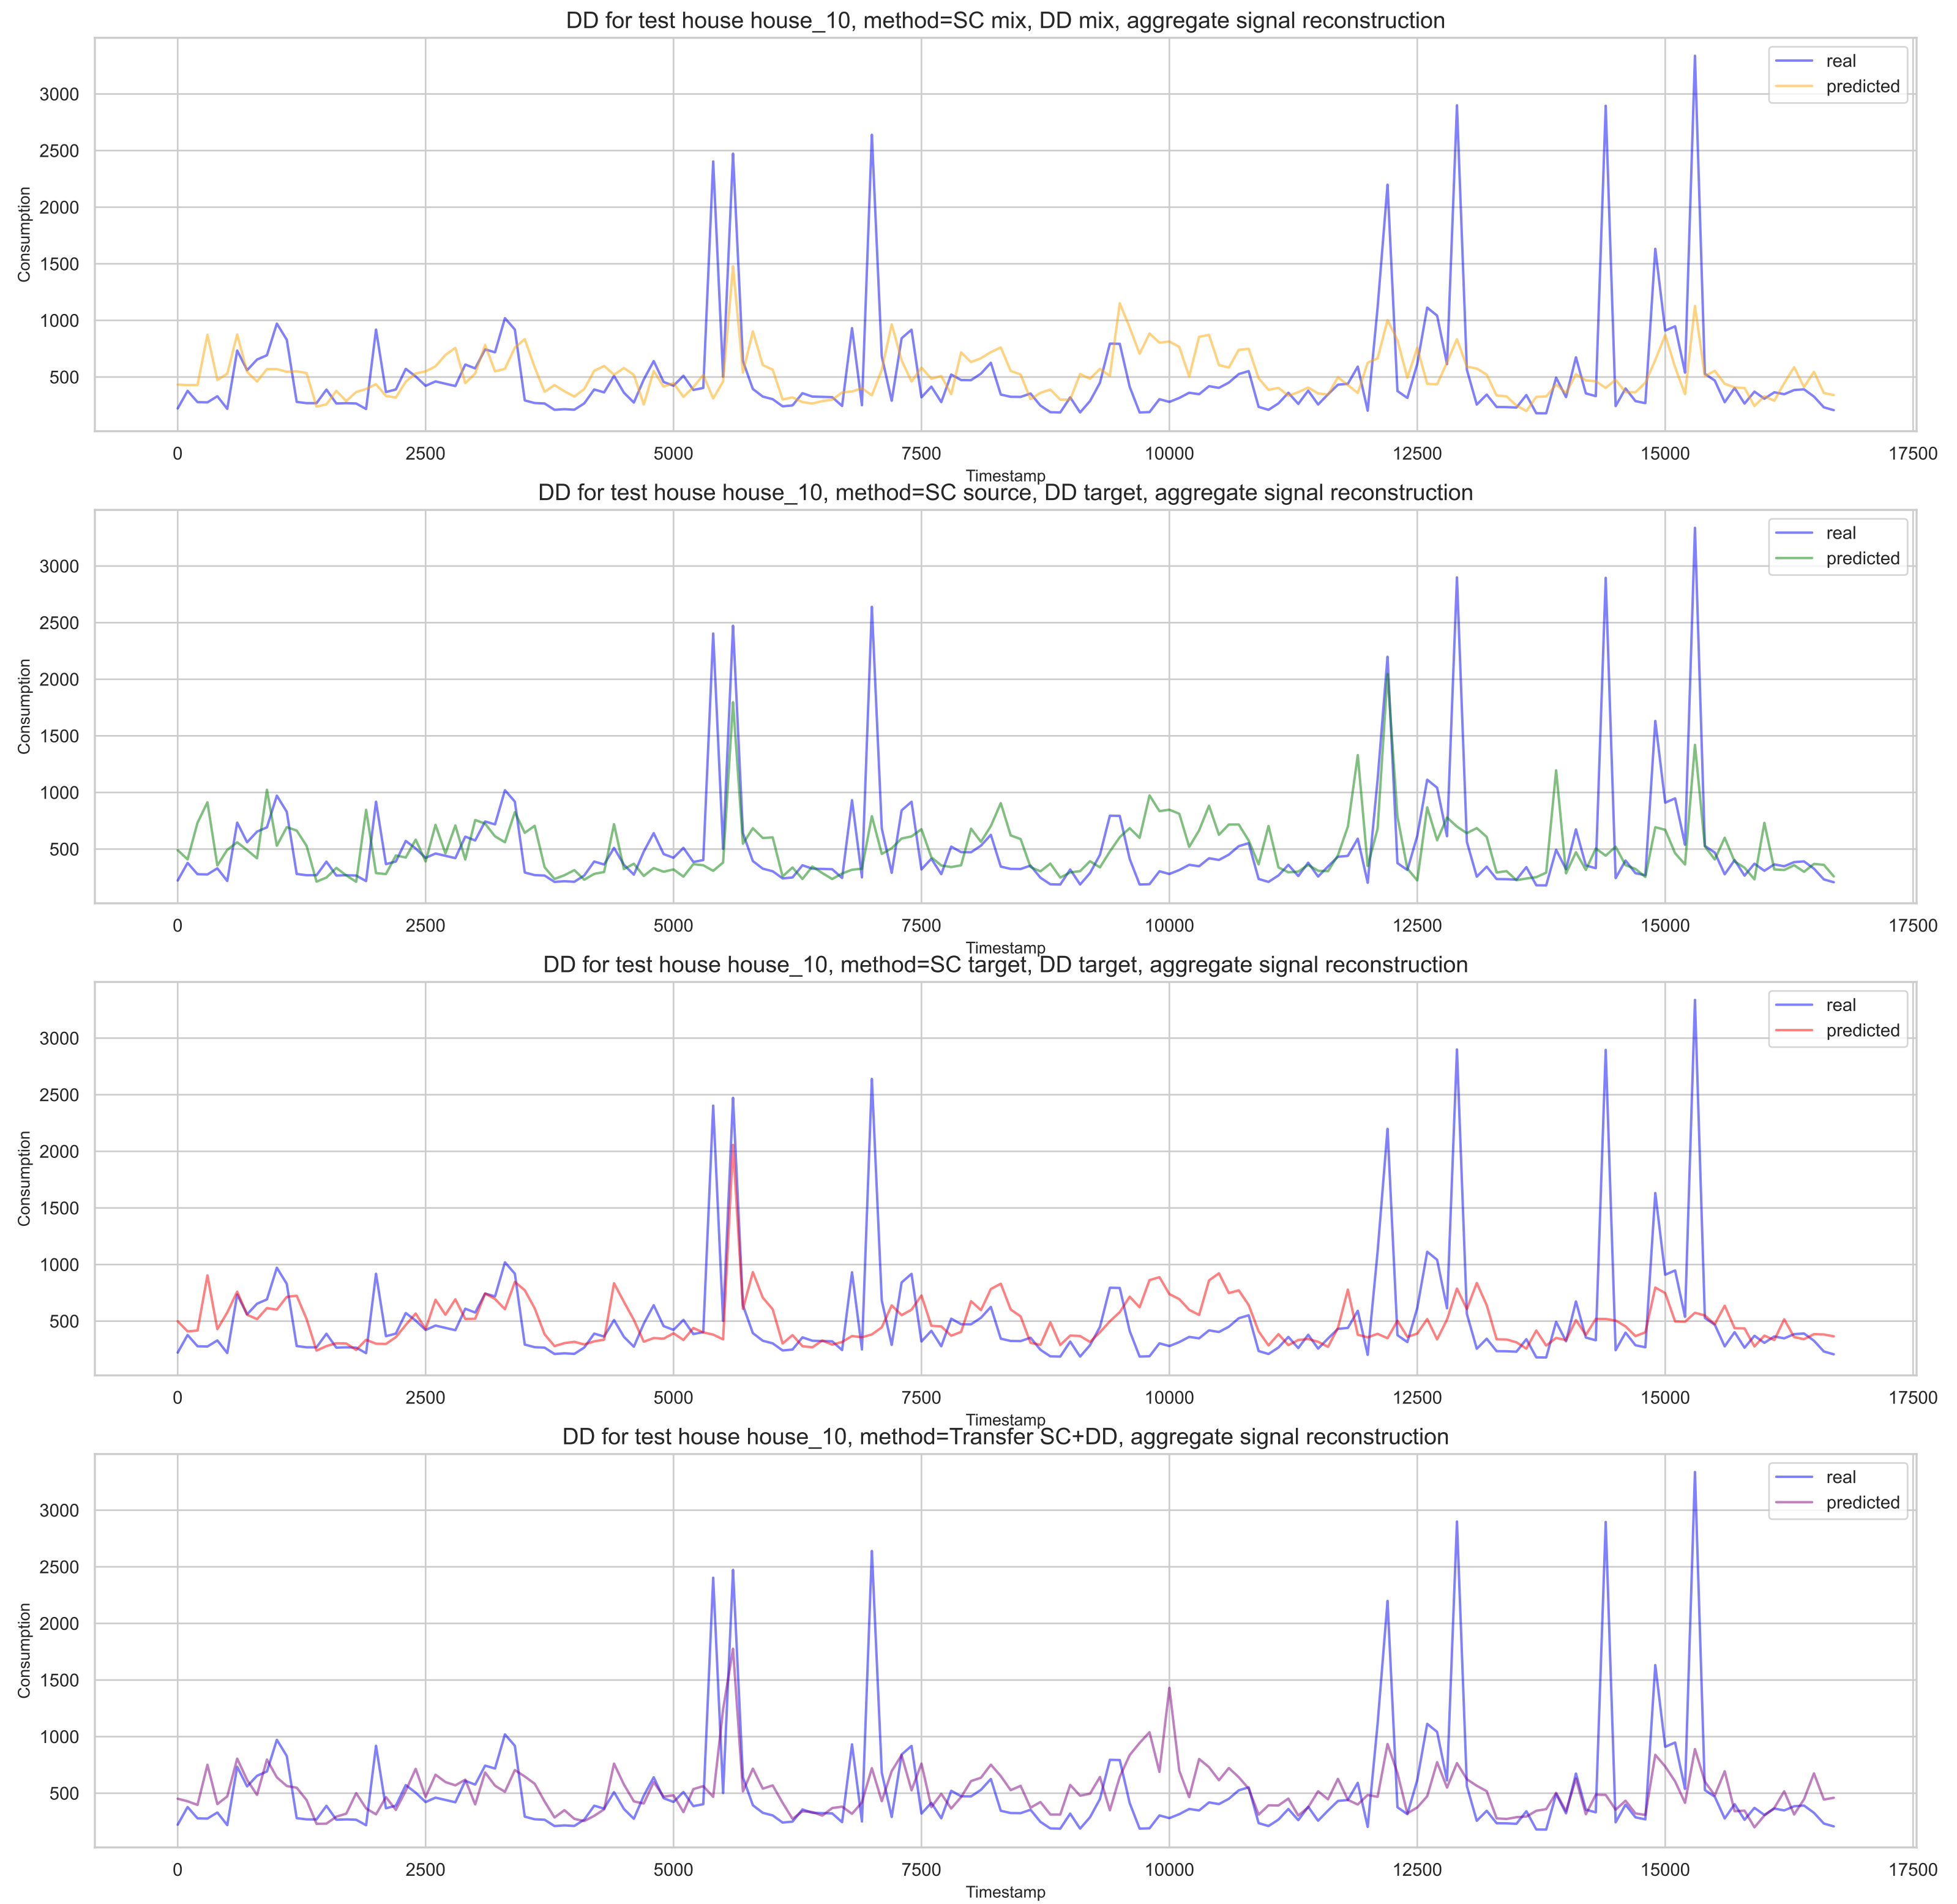 DD for test house house_10, method=SC mix, DD mix, aggregate signal reconstruction
real
predicted
3000
2500
2000
1500
1000
500
Consumption
0 2500 5000 7500 10000 12500 15000 17500
Timestamp
DD for test house house_10, method=SC source, DD target, aggregate signal reconstruction
real
predicted
3000
2500
2000
1500
1000
500
Consumption
0 2500 5000 7500 10000 12500 15000 17500
Timestamp
DD for test house house_10, method=SC target, DD target, aggregate signal reconstruction
real
predicted
3000
2500
2000
1500
1000
500
Consumption
0 2500 5000 7500 10000 12500 15000 17500
Timestamp
DD for test house house_10, method=Transfer SC+DD, aggregate signal reconstruction
real
predicted
3000
2500
2000
1500
1000
500
Consumption
0 2500 5000 7500 10000 12500 15000 17500
Timestamp